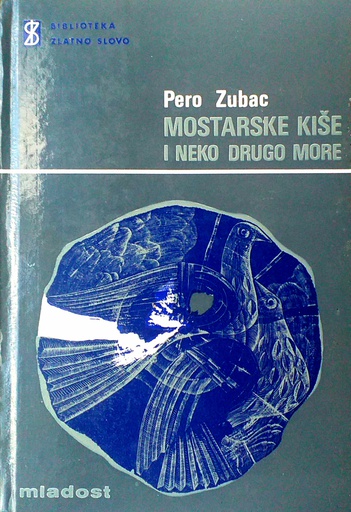 BIBLIOTEKA
ZLATNO SLOVO
Pero Zubac
MOSTARSKE KIŠE
I NEKO DRUGO MORE
mladost